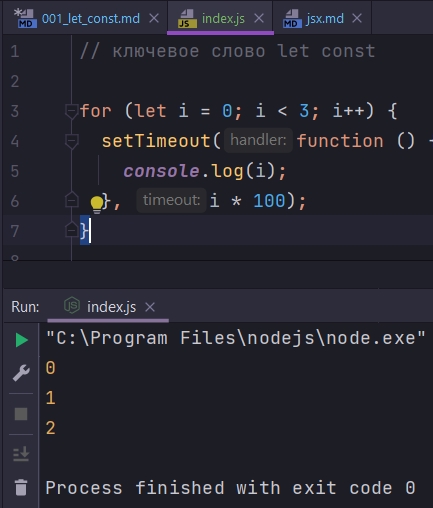 001_let_const.md index.js jsx.md
1 // ключевое слово let const
2
3 for (let i = 0; i < 3; i++) {
4 setTimeout( handler: function () {
5 console.log(i);
6 }, timeout: i * 100);
7 }
8
Run: index.js
"C:\Program Files\nodejs\node.exe"
0
1
2
Process finished with exit code 0